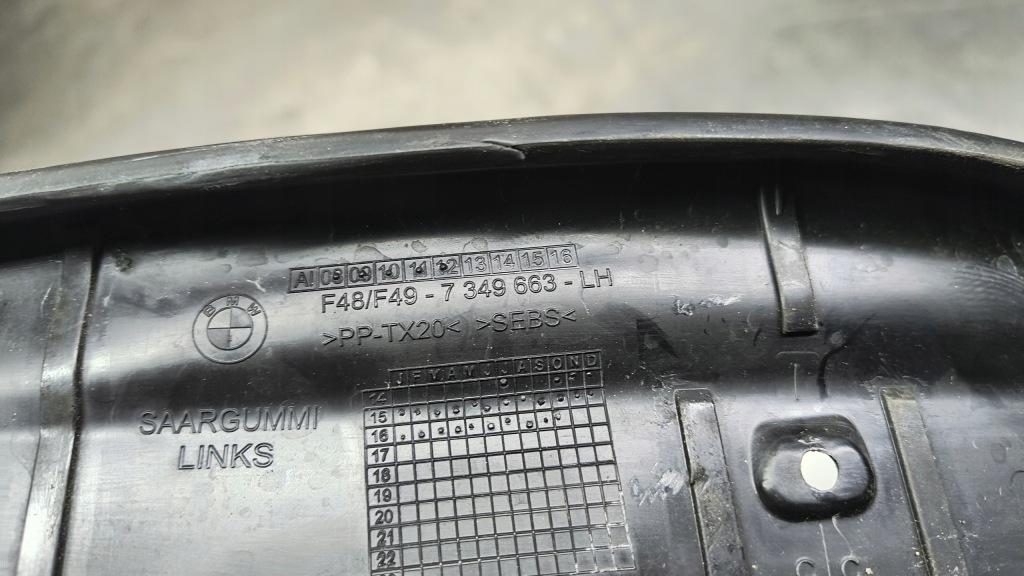 AI 08 09 10 11 12 13 14 15 16
F48/F49 - 7 349 663 - LH
>PP-TX20< >SEBS<
BMW
SAARGUMMI
LINKS
J F M A M J J A S O N D
14
15
16
17
18
19
20
21
22